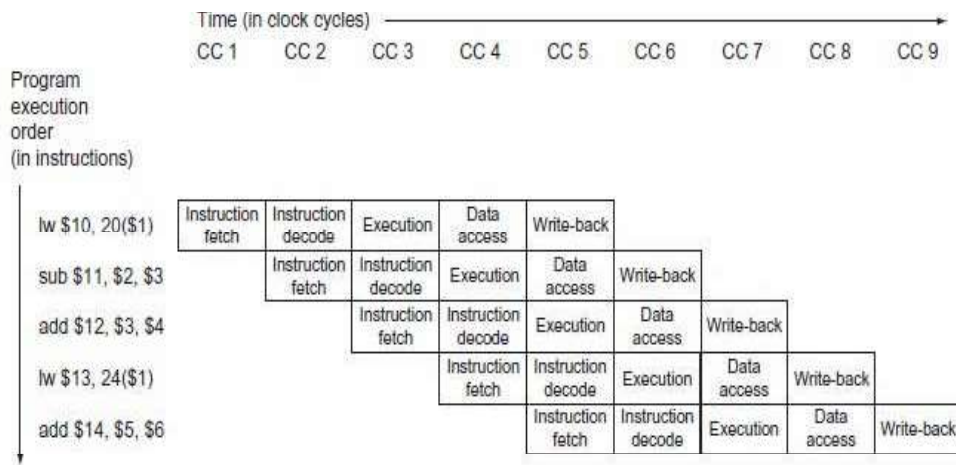 Time (in clock cycles)
CC 1 CC 2 CC 3 CC 4 CC 5 CC 6 CC 7 CC 8 CC 9
Program
execution
order
(in instructions)
lw $10, 20($1) Instruction fetch Instruction decode Execution Data access Write-back
sub $11, $2, $3 Instruction fetch Instruction decode Execution Data access Write-back
add $12, $3, $4 Instruction fetch Instruction decode Execution Data access Write-back
lw $13, 24($1) Instruction fetch Instruction decode Execution Data access Write-back
add $14, $5, $6 Instruction fetch Instruction decode Execution Data access Write-back